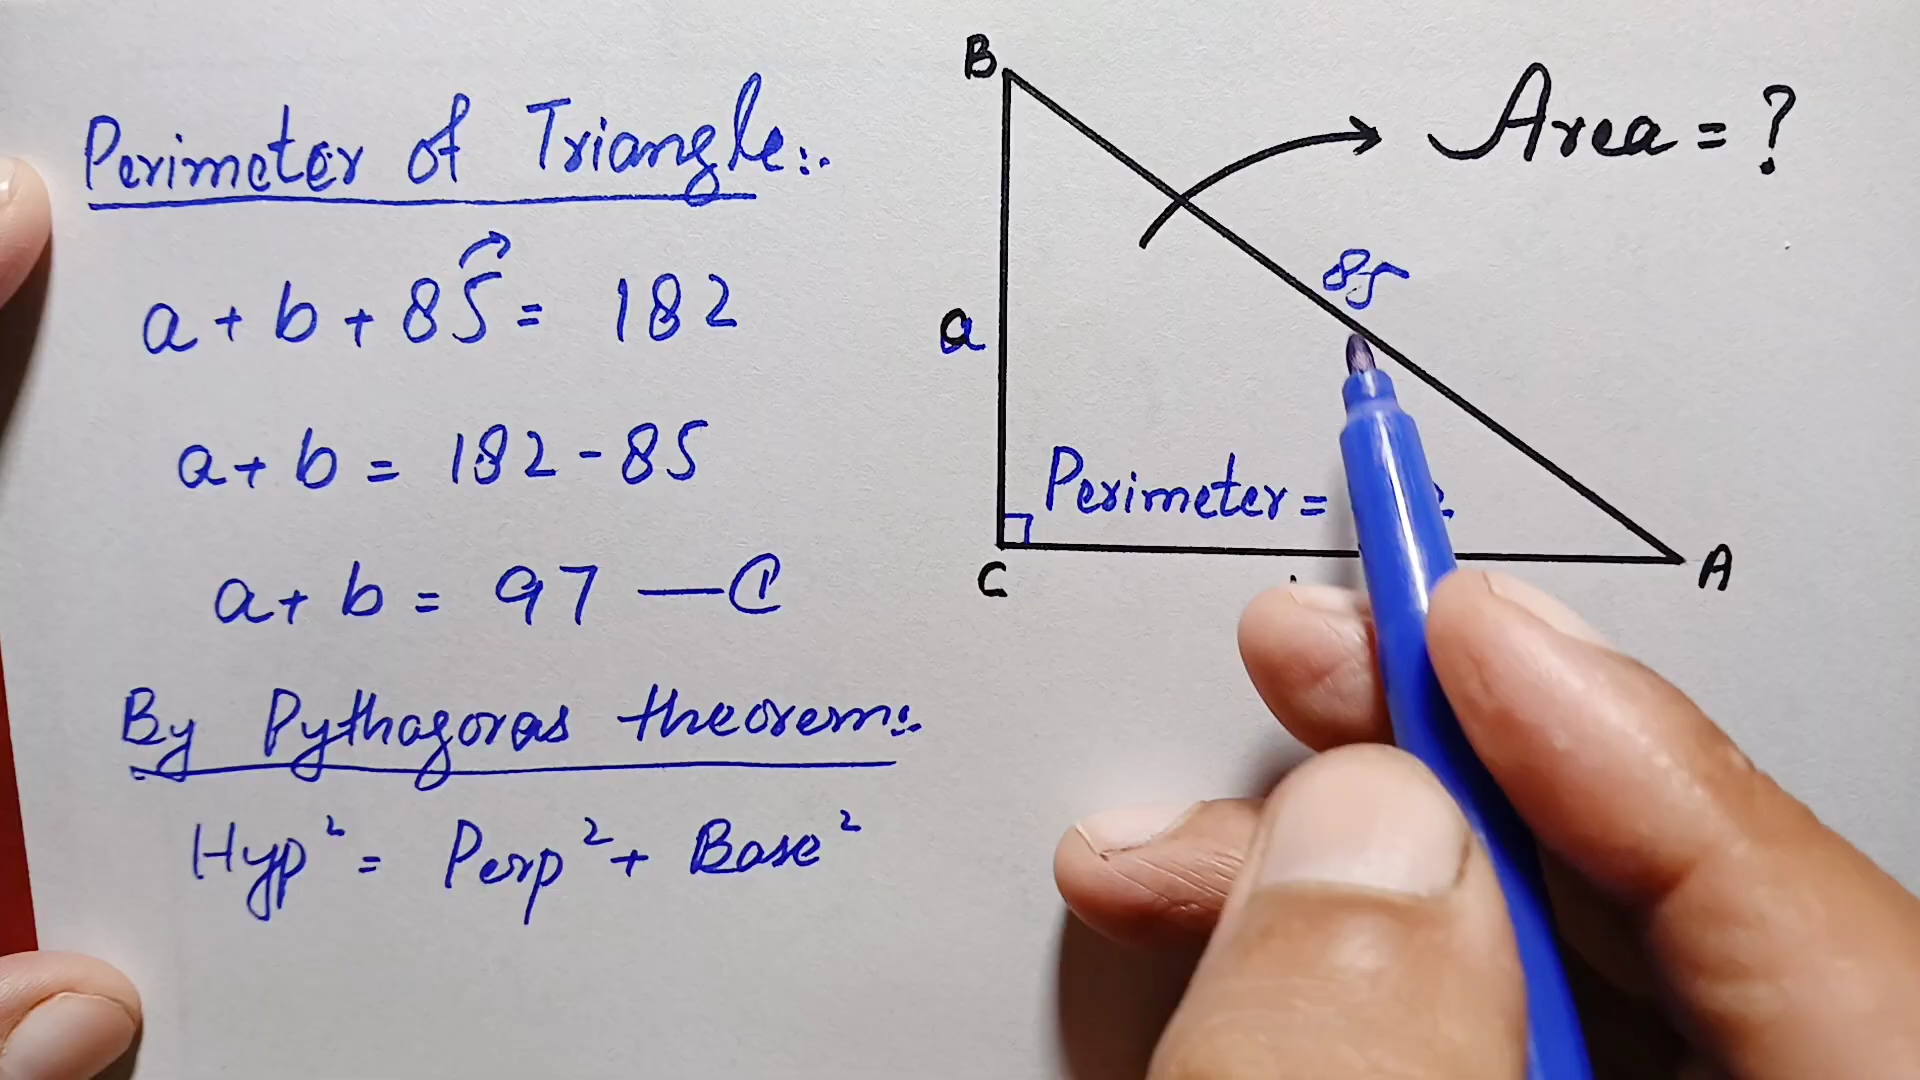 Perimeter of Triangle:.
a + b + 85 = 182
a + b = 182 - 85
a + b = 97 — ①
By Pythagoras theorem:.
Hyp² = Perp² + Base²
B
Area = ?
85
a
Perimeter =
C
A